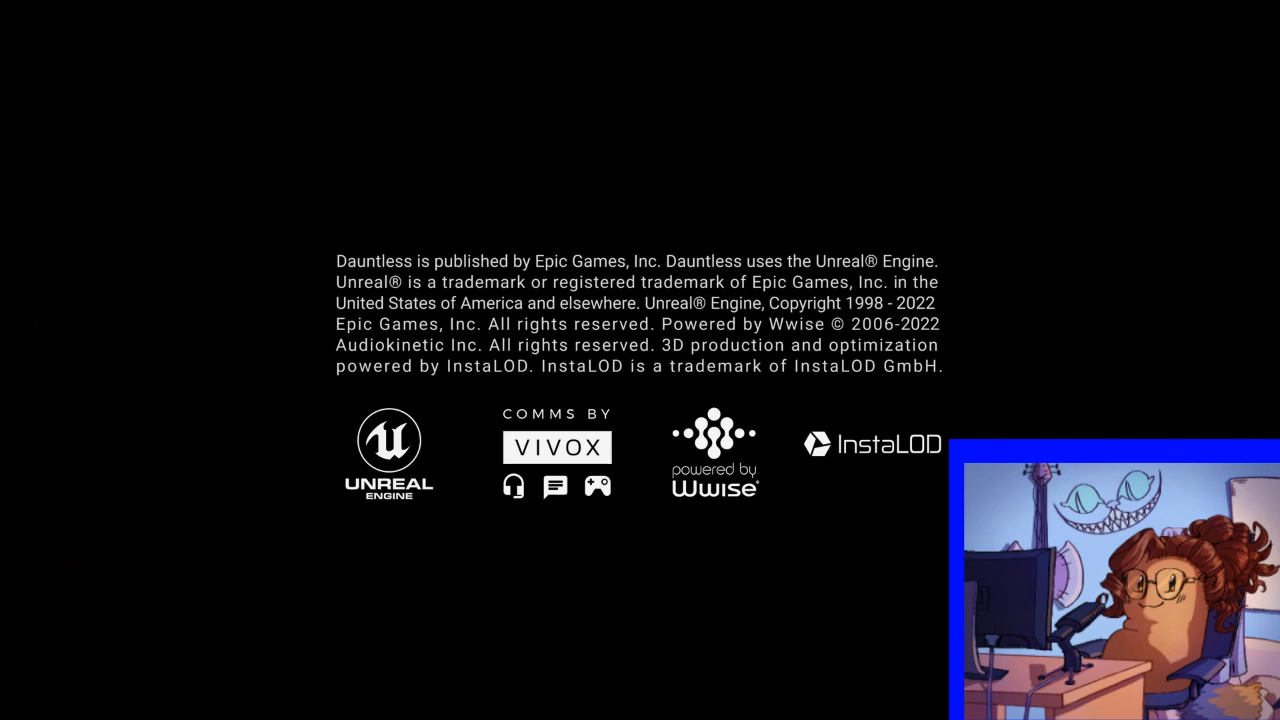 Dauntless is published by Epic Games, Inc. Dauntless uses the Unreal® Engine.
Unreal® is a trademark or registered trademark of Epic Games, Inc. in the
United States of America and elsewhere. Unreal® Engine, Copyright 1998 - 2022
Epic Games, Inc. All rights reserved. Powered by Wwise © 2006-2022
Audiokinetic Inc. All rights reserved. 3D production and optimization
powered by InstaLOD. InstaLOD is a trademark of InstaLOD GmbH.
UNREAL
ENGINE
COMMS BY
VIVOX
powered by
Wwise®
InstaLOD